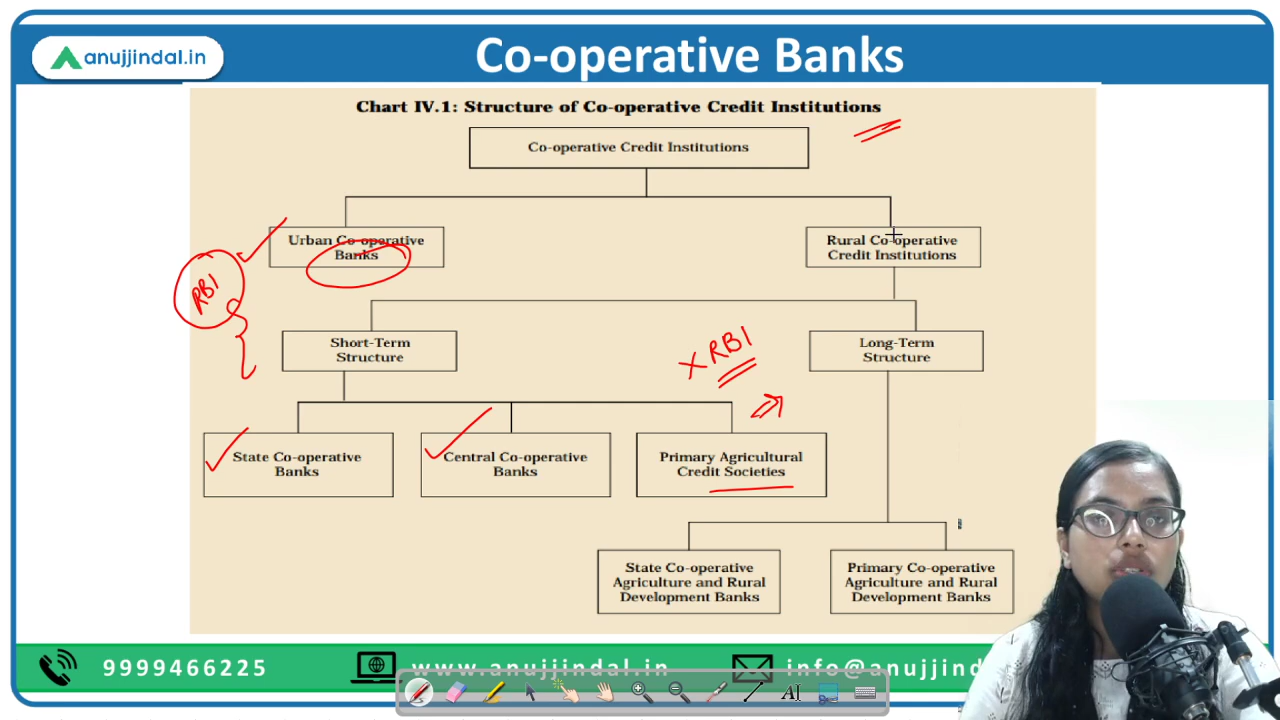 anujjindal.in
Co-operative Banks
Chart IV.1: Structure of Co-operative Credit Institutions
Co-operative Credit Institutions
Urban Co-operative
Banks
Rural Co-operative
Credit Institutions
RBI
Short-Term
Structure
X RBI
Long-Term
Structure
State Co-operative
Banks
Central Co-operative
Banks
Primary Agricultural
Credit Societies
State Co-operative
Agriculture and Rural
Development Banks
Primary Co-operative
Agriculture and Rural
Development Banks
9999466225
www.anujjindal.in
info@anujjind
AI